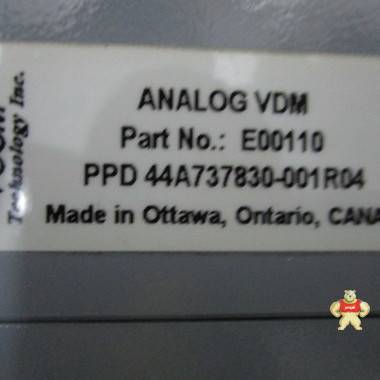 ANALOG VDM
Part No.: E00110
PPD 44A737830-001R04
Made in Ottawa, Ontario, CANA
Technology Inc.